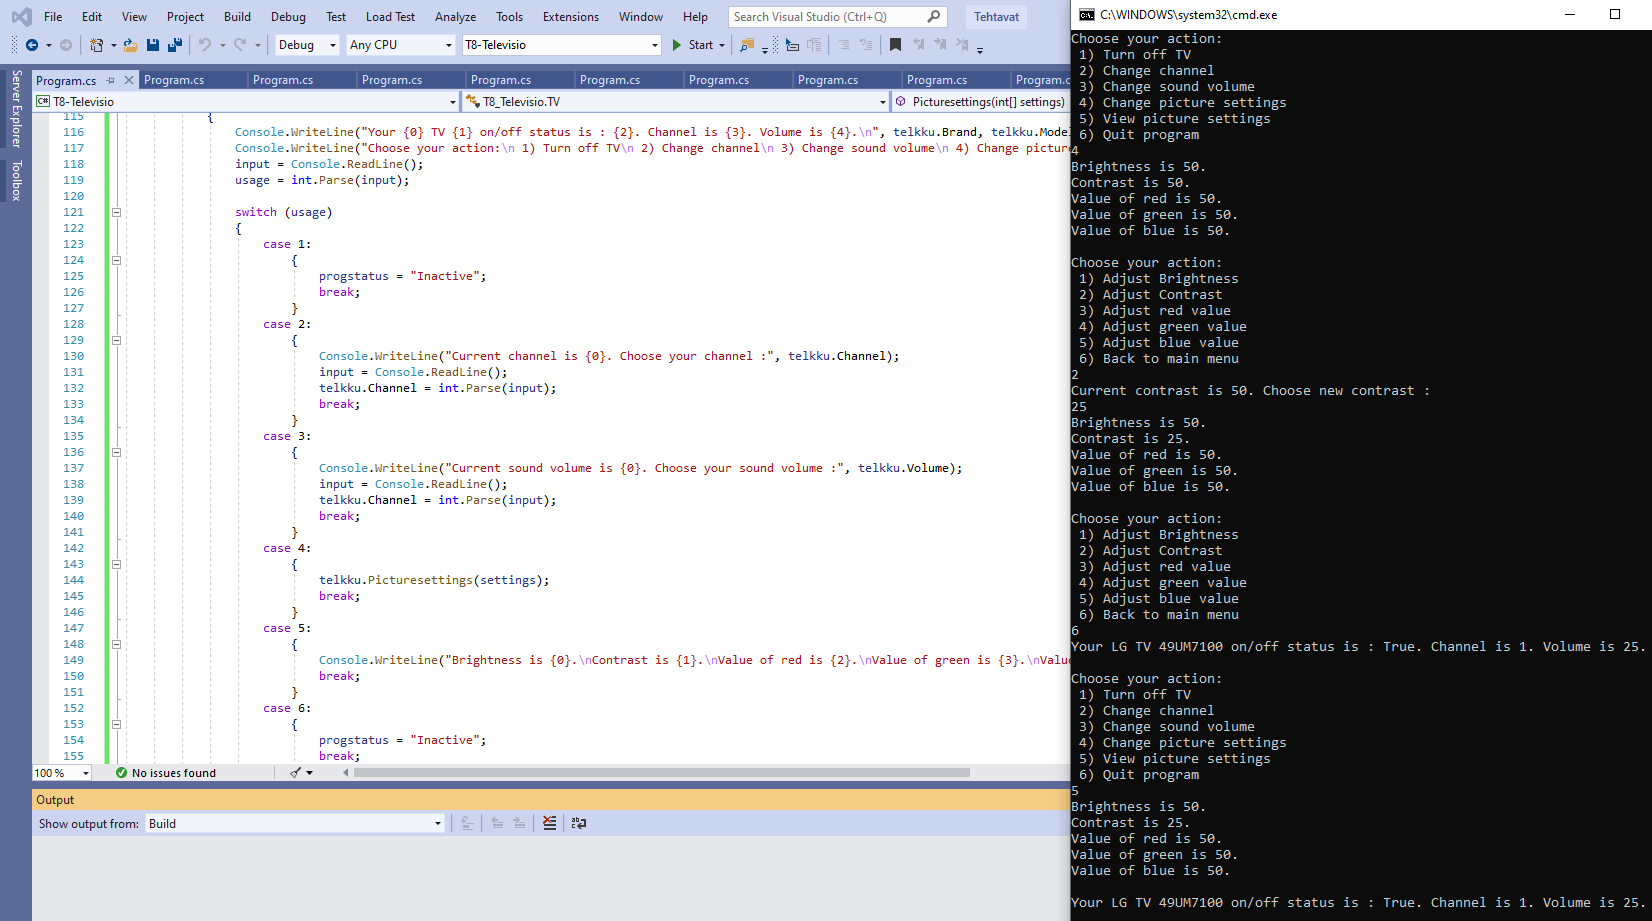 File Edit View Project Build Debug Test Load Test Analyze Tools Extensions Window Help Search Visual Studio (Ctrl+Q) Tehtavat
Debug Any CPU T8-Televisio Start
Server Explorer
Toolbox
Program.cs Program.cs Program.cs Program.cs Program.cs Program.cs Program.cs Program.cs Program.cs Program
C# T8-Televisio T8_Televisio.TV Picturesettings(int[] settings)
115 {
116 Console.WriteLine("Your {0} TV {1} on/off status is : {2}. Channel is {3}. Volume is {4}.\n", telkku.Brand, telkku.Model
117 Console.WriteLine("Choose your action:\n 1) Turn off TV\n 2) Change channel\n 3) Change sound volume\n 4) Change pictur
118 input = Console.ReadLine();
119 usage = int.Parse(input);
120
121 switch (usage)
122 {
123 case 1:
124 {
125 progstatus = "Inactive";
126 break;
127 }
128 case 2:
129 {
130 Console.WriteLine("Current channel is {0}. Choose your channel :", telkku.Channel);
131 input = Console.ReadLine();
132 telkku.Channel = int.Parse(input);
133 break;
134 }
135 case 3:
136 {
137 Console.WriteLine("Current sound volume is {0}. Choose your sound volume :", telkku.Volume);
138 input = Console.ReadLine();
139 telkku.Channel = int.Parse(input);
140 break;
141 }
142 case 4:
143 {
144 telkku.Picturesettings(settings);
145 break;
146 }
147 case 5:
148 {
149 Console.WriteLine("Brightness is {0}.\nContrast is {1}.\nValue of red is {2}.\nValue of green is {3}.\nValu
150 break;
151 }
152 case 6:
153 {
154 progstatus = "Inactive";
155 break;
100 % No issues found
Output
Show output from: Build
C:\WINDOWS\system32\cmd.exe
Choose your action:
1) Turn off TV
2) Change channel
3) Change sound volume
4) Change picture settings
5) View picture settings
6) Quit program
4
Brightness is 50.
Contrast is 50.
Value of red is 50.
Value of green is 50.
Value of blue is 50.
Choose your action:
1) Adjust Brightness
2) Adjust Contrast
3) Adjust red value
4) Adjust green value
5) Adjust blue value
6) Back to main menu
2
Current contrast is 50. Choose new contrast :
25
Brightness is 50.
Contrast is 25.
Value of red is 50.
Value of green is 50.
Value of blue is 50.
Choose your action:
1) Adjust Brightness
2) Adjust Contrast
3) Adjust red value
4) Adjust green value
5) Adjust blue value
6) Back to main menu
6
Your LG TV 49UM7100 on/off status is : True. Channel is 1. Volume is 25.
Choose your action:
1) Turn off TV
2) Change channel
3) Change sound volume
4) Change picture settings
5) View picture settings
6) Quit program
5
Brightness is 50.
Contrast is 25.
Value of red is 50.
Value of green is 50.
Value of blue is 50.
Your LG TV 49UM7100 on/off status is : True. Channel is 1. Volume is 25.